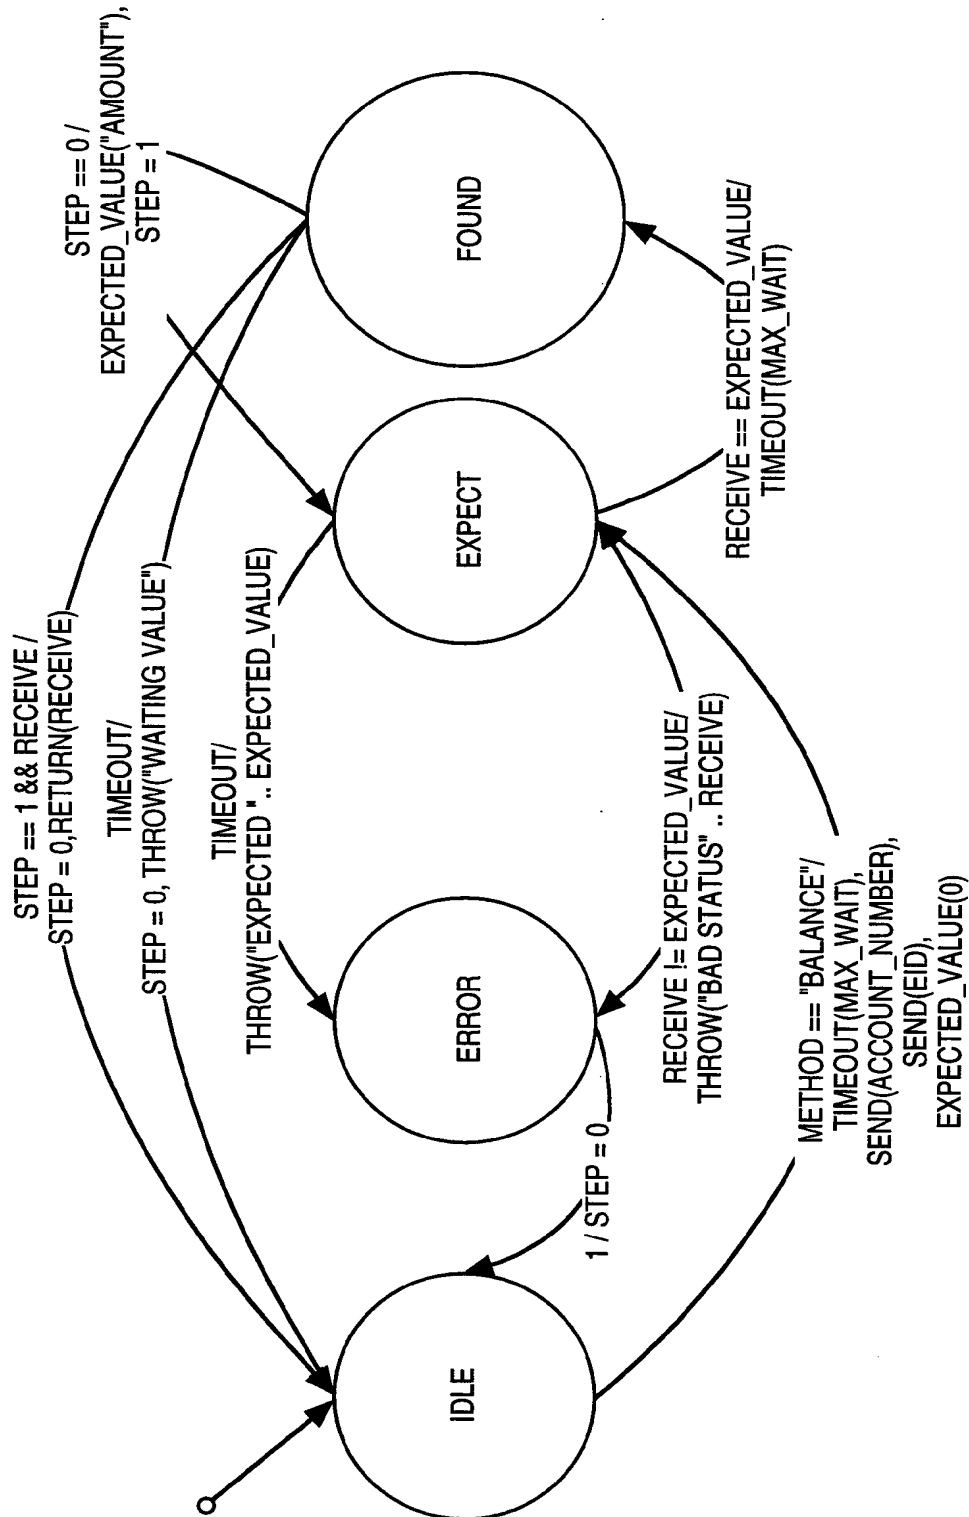 STEP == 1 && RECEIVE /
STEP = 0,RETURN(RECEIVE)
TIMEOUT/
STEP = 0, THROW("WAITING VALUE")
STEP == 0 /
EXPECTED_VALUE("AMOUNT"),
STEP = 1
TIMEOUT/
THROW("EXPECTED ".. EXPECTED_VALUE)
IDLE
ERROR
EXPECT
FOUND
1 / STEP = 0
RECEIVE != EXPECTED_VALUE/
THROW("BAD STATUS" .. RECEIVE)
RECEIVE == EXPECTED_VALUE/
TIMEOUT(MAX_WAIT)
METHOD == "BALANCE"/
TIMEOUT(MAX_WAIT),
SEND(ACCOUNT_NUMBER),
SEND(EID),
EXPECTED_VALUE(0)